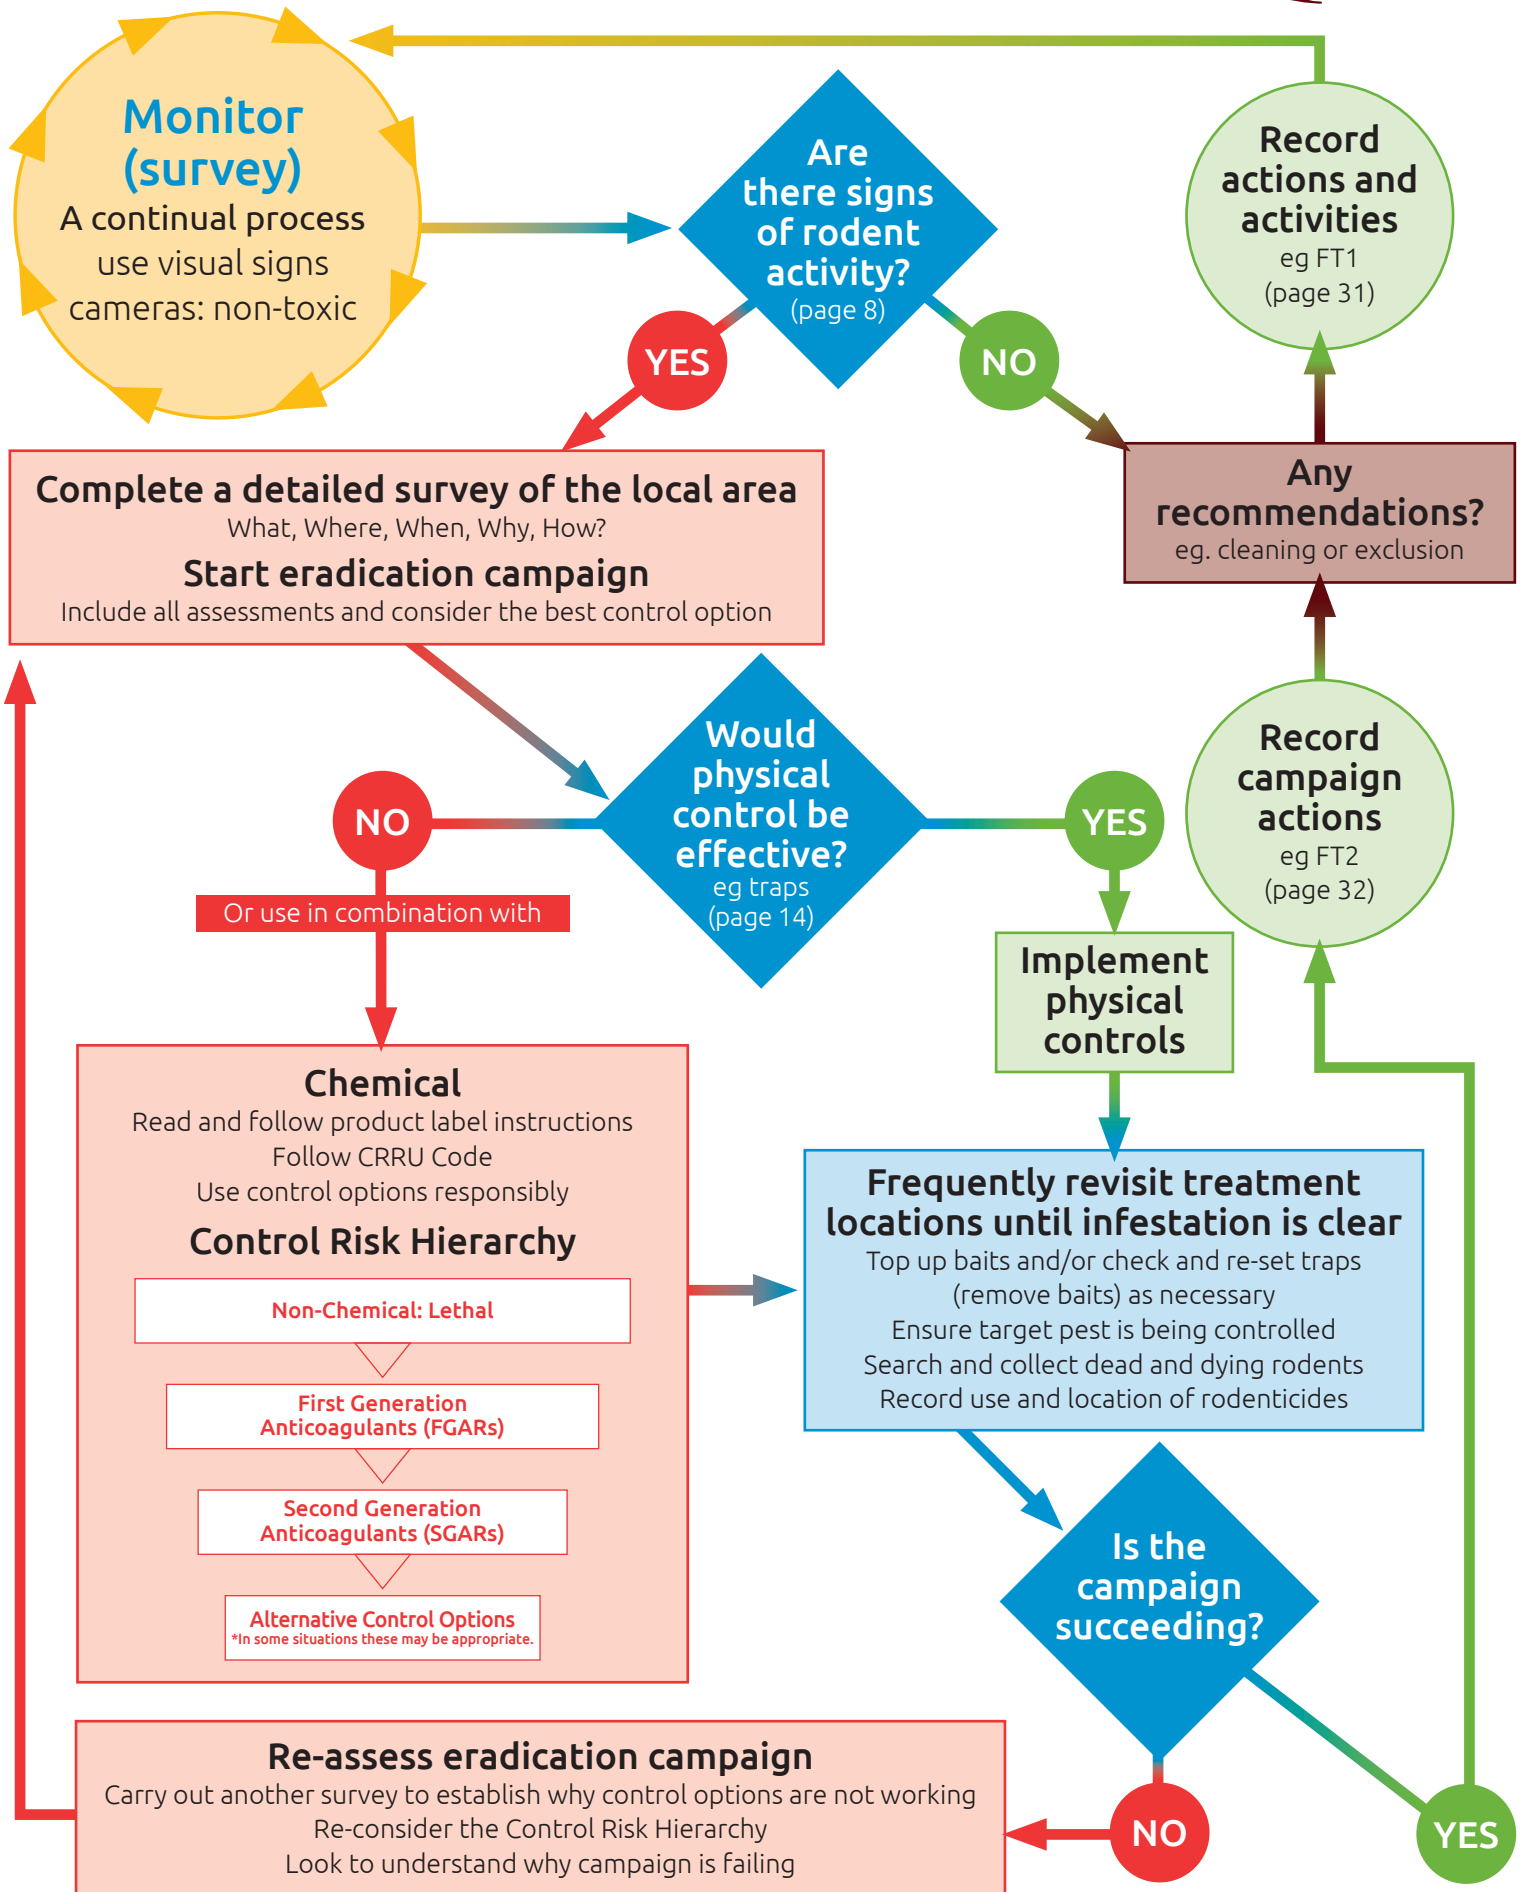 Monitor
(survey)
A continual process
use visual signs
cameras: non-toxic
Are
there signs
of rodent
activity?
(page 8)
YES
NO
Record
actions and
activities
eg FT1
(page 31)
Complete a detailed survey of the local area
What, Where, When, Why, How?
Start eradication campaign
Include all assessments and consider the best control option
Any
recommendations?
eg. cleaning or exclusion
Would
physical
control be
effective?
eg traps
(page 14)
NO
YES
Record
campaign
actions
eg FT2
(page 32)
Or use in combination with
Implement
physical
controls
Chemical
Read and follow product label instructions
Follow CRRU Code
Use control options responsibly
Control Risk Hierarchy
Non-Chemical: Lethal
First Generation
Anticoagulants (FGARs)
Second Generation
Anticoagulants (SGARs)
Alternative Control Options
*In some situations these may be appropriate.
Frequently revisit treatment
locations until infestation is clear
Top up baits and/or check and re-set traps
(remove baits) as necessary
Ensure target pest is being controlled
Search and collect dead and dying rodents
Record use and location of rodenticides
Is the
campaign
succeeding?
NO
YES
Re-assess eradication campaign
Carry out another survey to establish why control options are not working
Re-consider the Control Risk Hierarchy
Look to understand why campaign is failing